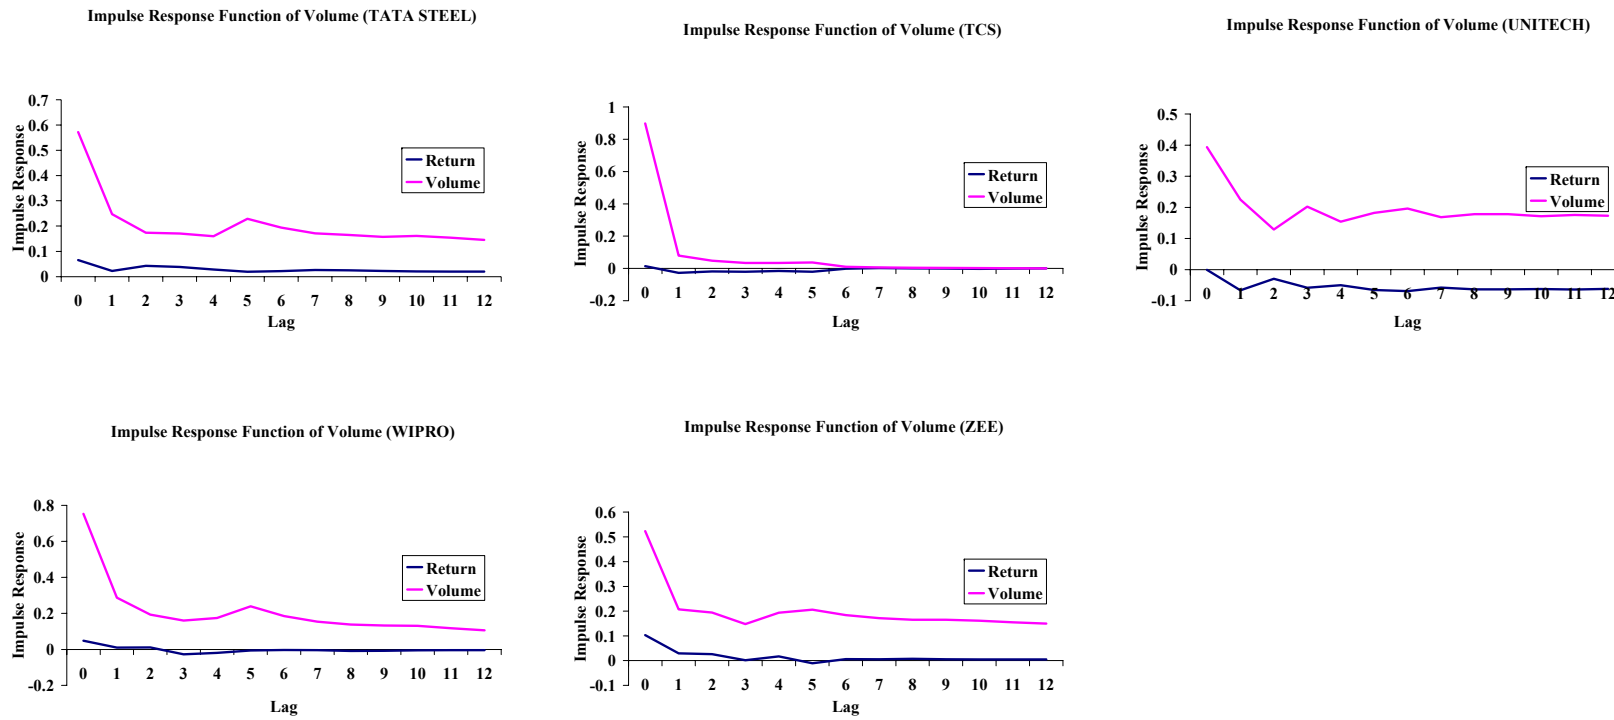 Impulse Response Function of Volume (TATA STEEL)
0.7
0.6
0.5
0.4
0.3
0.2
0.1
0
Impulse Response
Return
Volume
0 1 2 3 4 5 6 7 8 9 10 11 12
Lag
Impulse Response Function of Volume (TCS)
1
0.8
0.6
0.4
0.2
0
-0.2
Impulse Response
Return
Volume
0 1 2 3 4 5 6 7 8 9 10 11 12
Lag
Impulse Response Function of Volume (UNITECH)
0.5
0.4
0.3
0.2
0.1
0
-0.1
Impulse Response
Return
Volume
0 1 2 3 4 5 6 7 8 9 10 11 12
Lag
Impulse Response Function of Volume (WIPRO)
0.8
0.6
0.4
0.2
0
-0.2
Impulse Response
Return
Volume
0 1 2 3 4 5 6 7 8 9 10 11 12
Lag
Impulse Response Function of Volume (ZEE)
0.6
0.5
0.4
0.3
0.2
0.1
0
-0.1
Impulse Response
Return
Volume
0 1 2 3 4 5 6 7 8 9 10 11 12
Lag